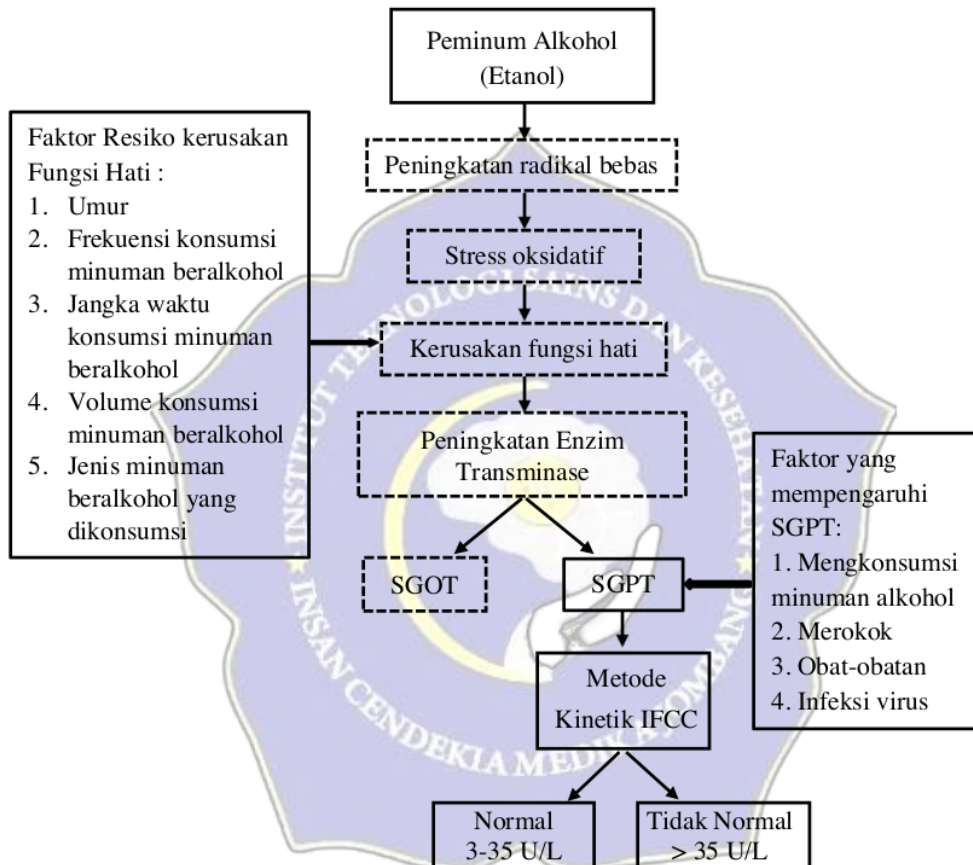 Peminum Alkohol
(Etanol)
Faktor Resiko kerusakan
Fungsi Hati :
1. Umur
2. Frekuensi konsumsi
minuman beralkohol
3. Jangka waktu
konsumsi minuman
beralkohol
4. Volume konsumsi
minuman beralkohol
5. Jenis minuman
beralkohol yang
dikonsumsi
Peningkatan radikal bebas
Stress oksidatif
Kerusakan fungsi hati
Peningkatan Enzim
Transminase
SGOT
SGPT
Faktor yang
mempengaruhi
SGPT:
1. Mengkonsumsi
minuman alkohol
2. Merokok
3. Obat-obatan
4. Infeksi virus
Metode
Kinetik IFCC
Normal
3-35 U/L
Tidak Normal
> 35 U/L
INSTITUT TEKNOLOGI SAINS DAN KESEHATAN
INSAN CENDEKIA MEDIKA JOMBANG